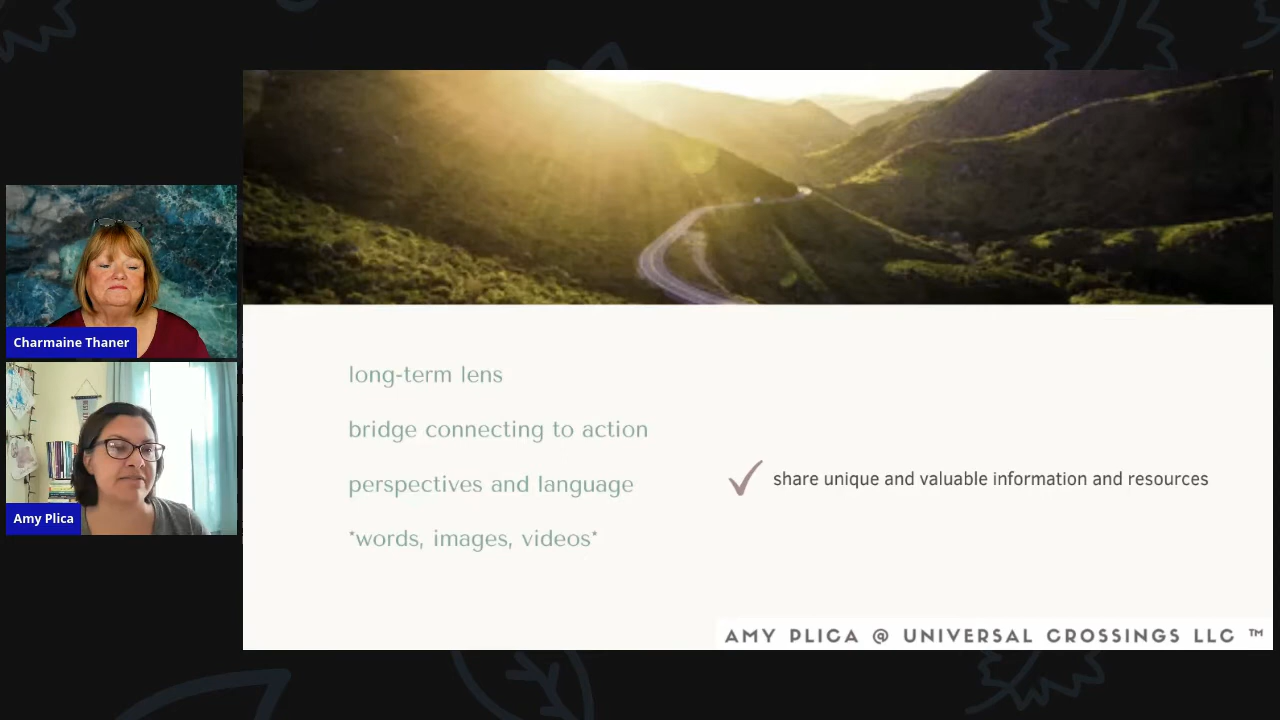 Charmaine Thaner
Amy Plica
long-term lens
bridge connecting to action
perspectives and language
*words, images, videos*
share unique and valuable information and resources
AMY PLICA @ UNIVERSAL CROSSINGS LLC ™